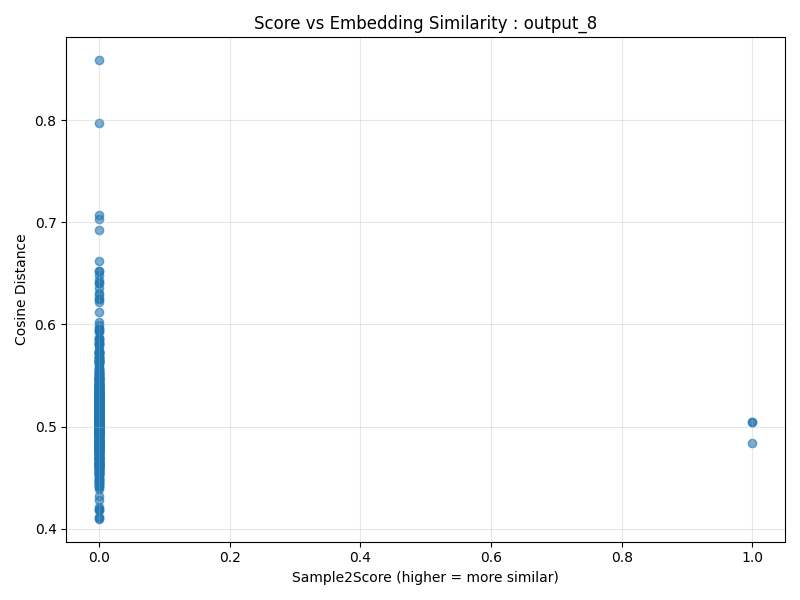 Score vs Embedding Similarity : output_8
Cosine Distance
0.8
0.7
0.6
0.5
0.4
0.0 0.2 0.4 0.6 0.8 1.0
Sample2Score (higher = more similar)